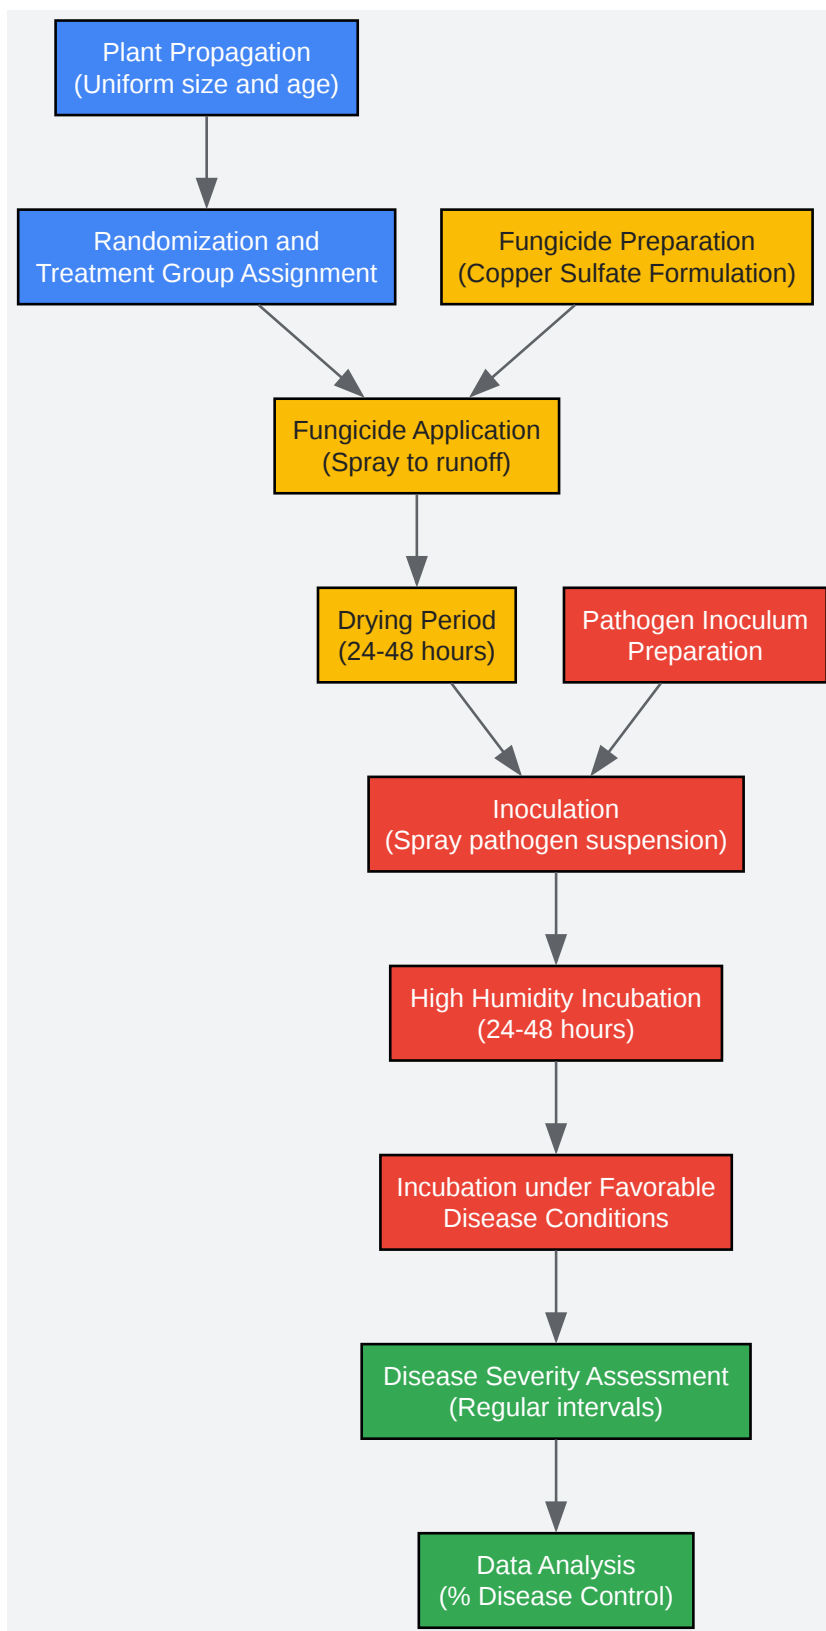 Plant Propagation
(Uniform size and age)
Randomization and
Treatment Group Assignment
Fungicide Preparation
(Copper Sulfate Formulation)
Fungicide Application
(Spray to runoff)
Drying Period
(24-48 hours)
Pathogen Inoculum
Preparation
Inoculation
(Spray pathogen suspension)
High Humidity Incubation
(24-48 hours)
Incubation under Favorable
Disease Conditions
Disease Severity Assessment
(Regular intervals)
Data Analysis
(% Disease Control)